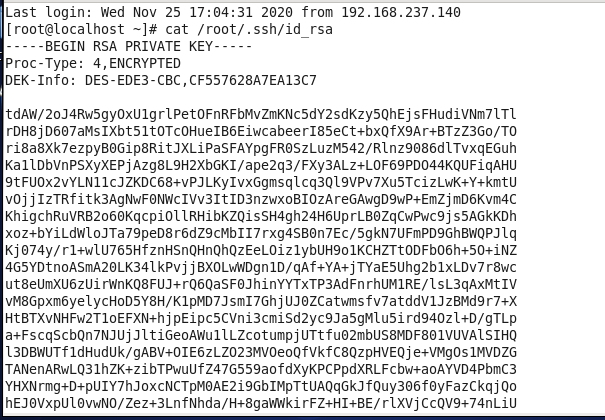 Last login: Wed Nov 25 17:04:31 2020 from 192.168.237.140
[root@localhost ~]# cat /root/.ssh/id_rsa
-----BEGIN RSA PRIVATE KEY-----
Proc-Type: 4,ENCRYPTED
DEK-Info: DES-EDE3-CBC,CF557628A7EA13C7

tdAW/2oJ4Rw5gyOxU1grlPetOFnRFbMvZmKNc5dY2sdKzy5QhEjsFHudiVNm7lTl
rDH8jD607aMsIXbt51tOTcOHueIB6EiwcabeerI85eCt+bxQfX9Ar+BTzZ3Go/TO
ri8a8Xk7ezpyB0Gip8RitJXLiPaSFAYpgFR0SzLuzM542/Rlnz9086dlTvxqEGuh
Ka1lDbVnPSXyXEPjAzg8L9H2XbGKI/ape2q3/FXy3ALz+LOF69PDO44KQUFiqAHU
9tFUOx2vYLN11cJZKDC68+vPJLKyIvxGgmsqlcq3Ql9VPv7Xu5TcizLwK+Y+kmtU
vOjjIzTRfitk3AgNwF0NWcIVv3ItID3nzwxoBIOzAreGAwgD9wP+EmZjmD6Kvm4C
KhigchRuVRB2o60KqcpiOllRHibKZQisSH4gh24H6UprLB0ZqCwPwc9js5AGkKDh
xoz+bYiLdWloJTa79peD8r6dZ9cMbII7rxg4SB0n7Ec/5gkN7UFmPD9GhBWQPJlq
Kj074y/r1+wlU765HfznHSnQHnQhQzEeLOiz1ybUH9o1KCHZTtODFbO6h+5O+iNZ
4G5YDtnoASmA20LK34lkPvjjBXOLwWDgn1D/qAf+YA+jTYaE5Uhg2b1xLDv7r8wc
ut8eUmXU6zUirWnKQ8FUJ+rQ6QaSF0JhinYYTxTP3AdFnrhUM1RE/lsL3qAxMtIV
vM8Gpxm6yelycHoD5Y8H/K1pMD7JsmI7GhjUJ0ZCatwmsfv7atddV1JzBMd9r7+X
HtBTXvNHFw2T1oEFXN+hjpEipc5CVni3cmiSd2yc9Ja5gMlu5ird94Ozl+D/gTLp
a+FscqScbQn7NJUjJltiGeoAWu1lLZcotumpjUTtfu02mbUS8MDF801VUVAlSIHQ
l3DBWUTf1dHudUk/gABV+OIE6zLZO23MVOeoQfVkfC8QzpHVEQje+VMgOs1MVDZG
TANenARwLQ31hZK+zibTPwuUfZ47G559aofdXyKPCPpdXRLFcbw+aoAYVD4PbmC3
YHXNrmg+D+pUIY7hJoxcNCTpM0AE2i9GbIMpTtUAQqGkJfQuy306f0yFazCkqjQo
hEJ0VxpUl0vwNO/Zez+3LnfNhda/H+8gaWWkirFZ+HI+BE/rlXVjCcQV9+74nLiU